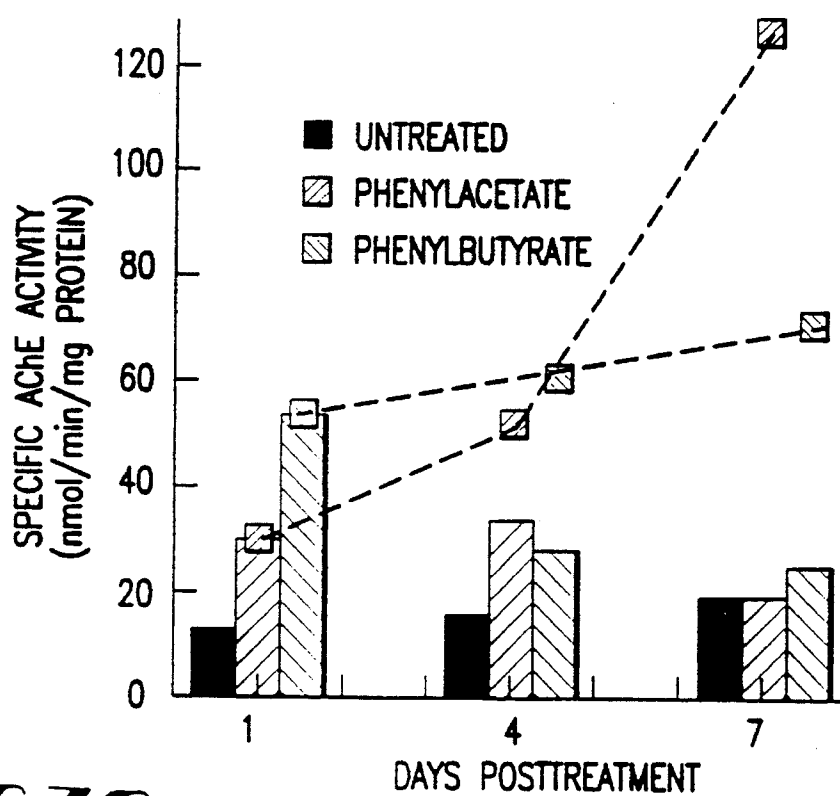 120
100
80
60
40
20
0
SPECIFIC AChE ACTIVITY
(nmol/min/mg PROTEIN)
UNTREATED
PHENYLACETATE
PHENYLBUTYRATE
1 4 7
DAYS POSTTREATMENT